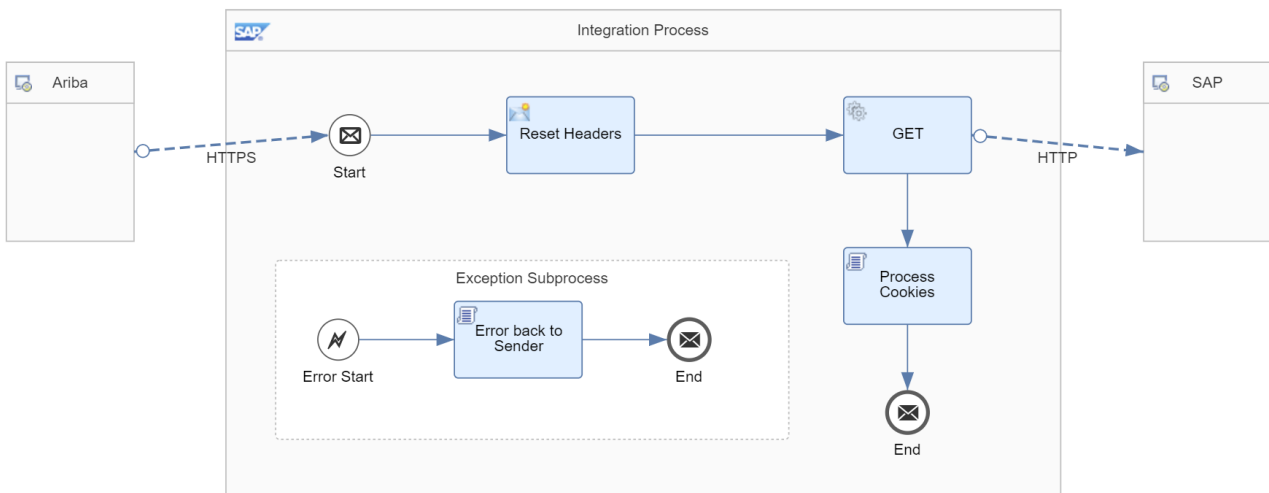 SAP
Integration Process
Ariba
SAP
HTTPS
Start
Reset Headers
GET
HTTP
Exception Subprocess
Process
Cookies
Error Start
Error back to
Sender
End
End